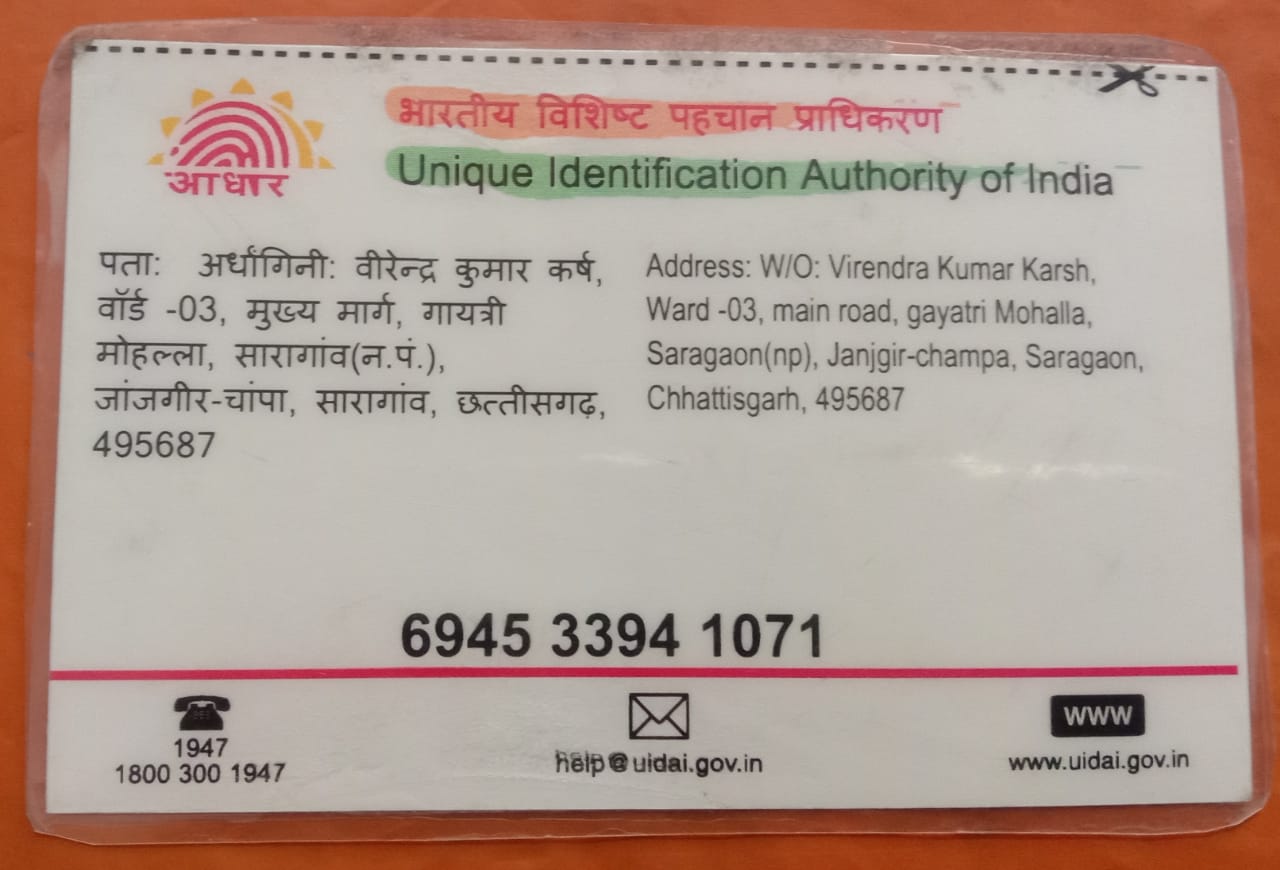 भारतीय विशिष्ट पहचान प्राधिकरण
Unique Identification Authority of India
आधार
पता: अर्धांगिनी: वीरेन्द्र कुमार कर्ष,
वॉर्ड -03, मुख्य मार्ग, गायत्री
मोहल्ला, सारागांव(न.पं.),
जांजगीर-चांपा, सारागांव, छत्तीसगढ़,
495687
Address: W/O: Virendra Kumar Karsh,
Ward -03, main road, gayatri Mohalla,
Saragaon(np), Janjgir-champa, Saragaon,
Chhattisgarh, 495687
6945 3394 1071
1947
1800 300 1947
help@uidai.gov.in
WWW
www.uidai.gov.in